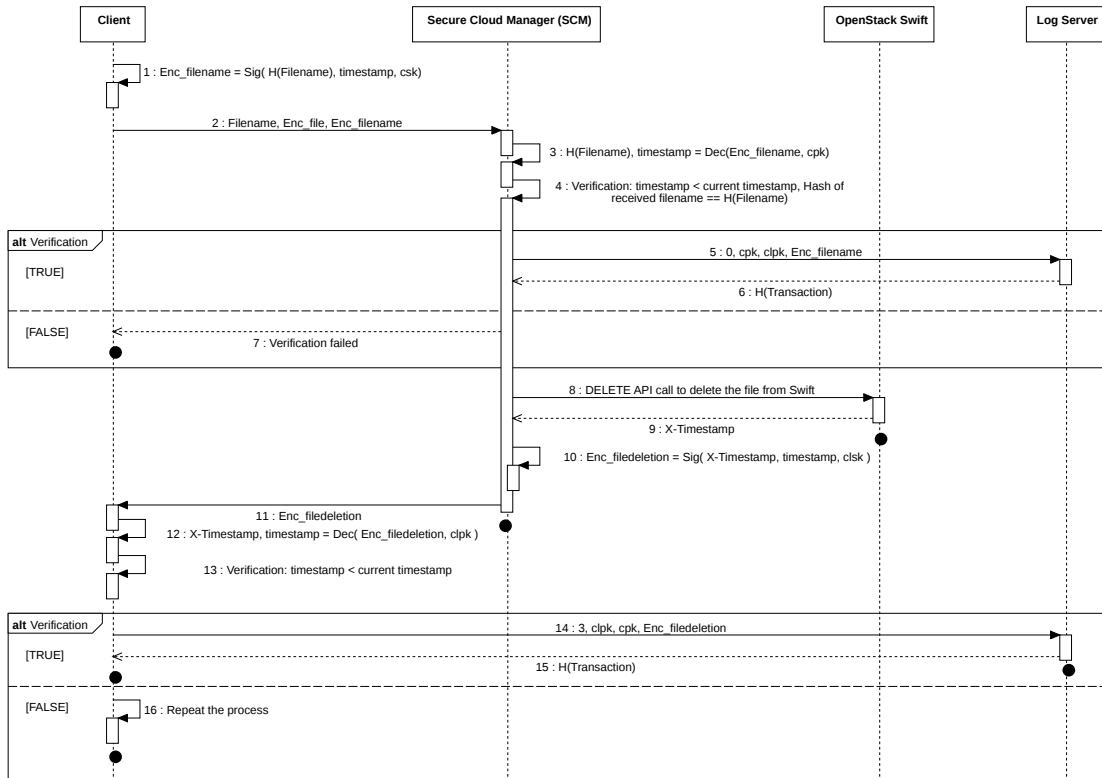 Client
Secure Cloud Manager (SCM)
OpenStack Swift
Log Server
1 : Enc_filename = Sig( H(Filename), timestamp, csk)
2 : Filename, Enc_file, Enc_filename
3 : H(Filename), timestamp = Dec(Enc_filename, cpk)
4 : Verification: timestamp < current timestamp, Hash of
received filename == H(Filename)
alt Verification
5 : 0, cpk, clpk, Enc_filename
[TRUE]
6 : H(Transaction)
[FALSE]
7 : Verification failed
8 : DELETE API call to delete the file from Swift
9 : X-Timestamp
10 : Enc_filedeletion = Sig( X-Timestamp, timestamp, clsk )
11 : Enc_filedeletion
12 : X-Timestamp, timestamp = Dec( Enc_filedeletion, clpk )
13 : Verification: timestamp < current timestamp
alt Verification
14 : 3, clpk, cpk, Enc_filedeletion
[TRUE]
15 : H(Transaction)
[FALSE]
16 : Repeat the process